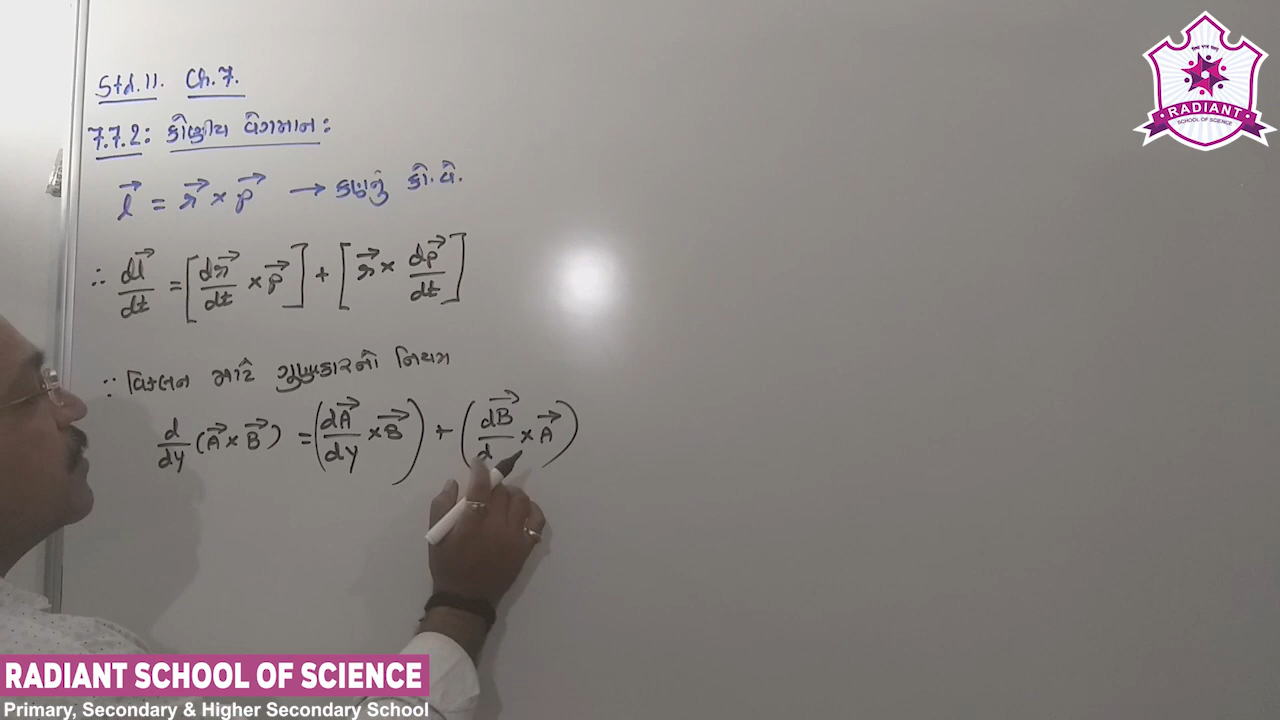 Std.11. Ch.7.
7.7.2: કોણીય વેગમાન:
l⃗ = r⃗ × p⃗ → કણનું કો.વે.
∴ dl⃗/dt = [dr⃗/dt × p⃗] + [r⃗ × dp⃗/dt]
∵ વિકલન માટે ગુણાકારનો નિયમ
d/dy (A⃗ × B⃗) = (dA⃗/dy × B⃗) + (dB⃗/d × A⃗)
RADIANT
SCHOOL OF SCIENCE
RADIANT SCHOOL OF SCIENCE
Primary, Secondary & Higher Secondary School